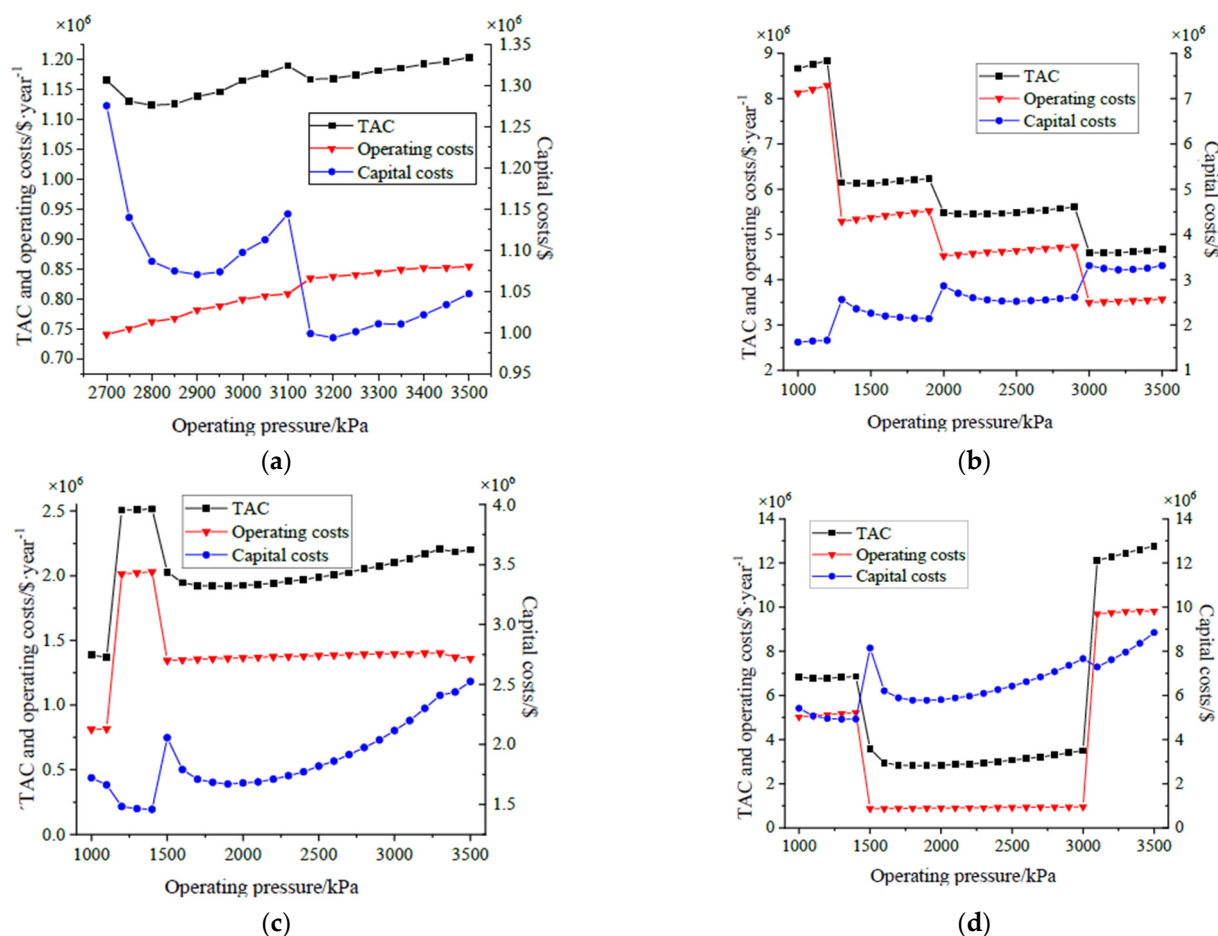 ×10⁶
×10⁶
1.20
1.15
1.10
1.05
1.00
0.95
0.90
0.85
0.80
0.75
0.70
TAC and operating costs/$·year⁻¹
1.35
1.30
1.25
1.20
1.15
1.10
1.05
1.00
0.95
Capital costs/$
TAC
Operating costs
Capital costs
2700 2800 2900 3000 3100 3200 3300 3400 3500
Operating pressure/kPa
(a)
×10⁶
×10⁶
9
8
7
6
5
4
3
2
TAC and operating costs/$·year⁻¹
8
7
6
5
4
3
2
1
Capital costs/$
TAC
Operating costs
Capital costs
1000 1500 2000 2500 3000 3500
Operating pressure/kPa
(b)
×10⁶
×10⁶
2.5
2.0
1.5
1.0
0.5
0.0
TAC and operating costs/$·year⁻¹
4.0
3.5
3.0
2.5
2.0
1.5
Capital costs/$
TAC
Operating costs
Capital costs
1000 1500 2000 2500 3000 3500
Operating pressure/kPa
(c)
×10⁶
×10⁶
14
12
10
8
6
4
2
0
TAC and operating costs/$·year⁻¹
14
12
10
8
6
4
2
0
Capital costs/$
TAC
Operating costs
Capital costs
1000 1500 2000 2500 3000 3500
Operating pressure/kPa
(d)